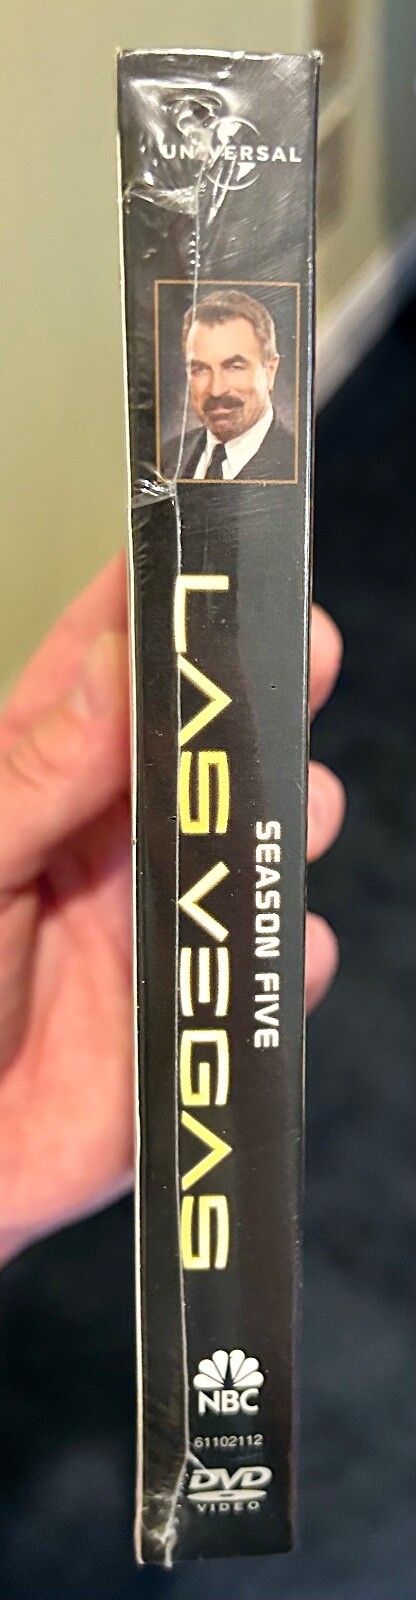 UNIVERSAL
LAS VEGAS
SEASON FIVE
NBC
61102112
DVD
VIDEO